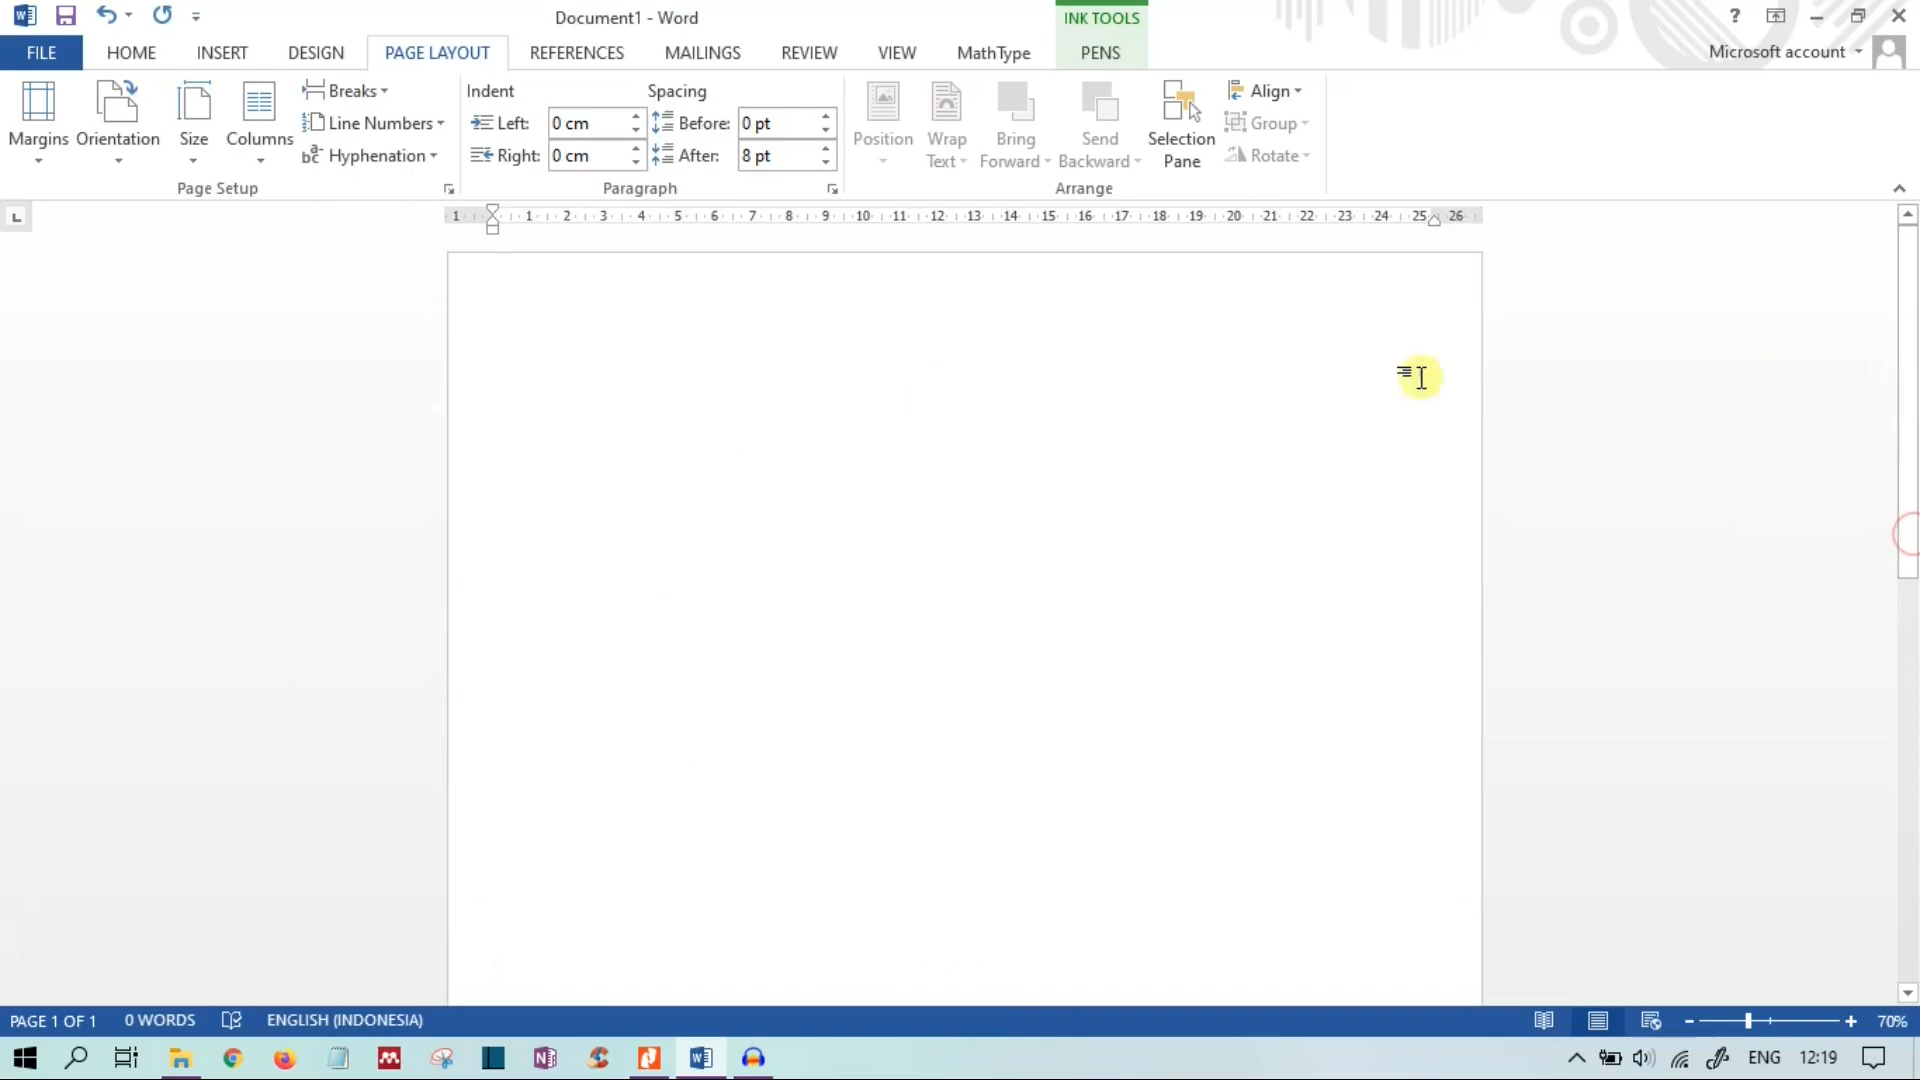 Document1 - Word
INK TOOLS
?
FILE
HOME
INSERT
DESIGN
PAGE LAYOUT
REFERENCES
MAILINGS
REVIEW
VIEW
MathType
PENS
Microsoft account
Margins
Orientation
Size
Columns
Breaks
Line Numbers
Hyphenation
Page Setup
Indent
Left: 0 cm
Right: 0 cm
Spacing
Before: 0 pt
After: 8 pt
Paragraph
Position
Wrap
Text
Bring
Forward
Send
Backward
Selection
Pane
Align
Group
Rotate
Arrange
1 1 2 3 4 5 6 7 8 9 10 11 12 13 14 15 16 17 18 19 20 21 22 23 24 25 26
PAGE 1 OF 1
0 WORDS
ENGLISH (INDONESIA)
70%
ENG
12:19